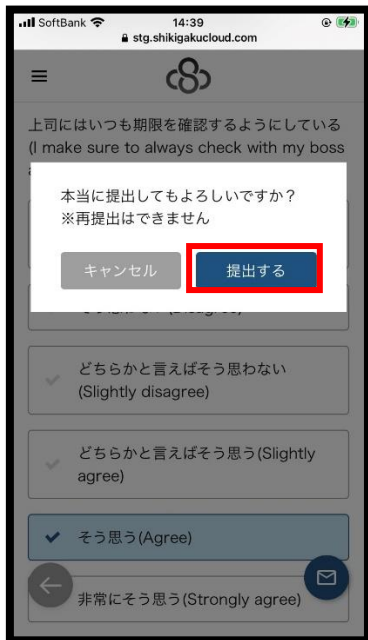 SoftBank 14:39
stg.shikigakucloud.com
上司にはいつも期限を確認するようにしている
(I make sure to always check with my boss
本当に提出してもよろしいですか？
※再提出はできません
キャンセル 提出する
どちらかと言えばそう思わない
(Slightly disagree)
どちらかと言えばそう思う(Slightly
agree)
そう思う(Agree)
非常にそう思う(Strongly agree)